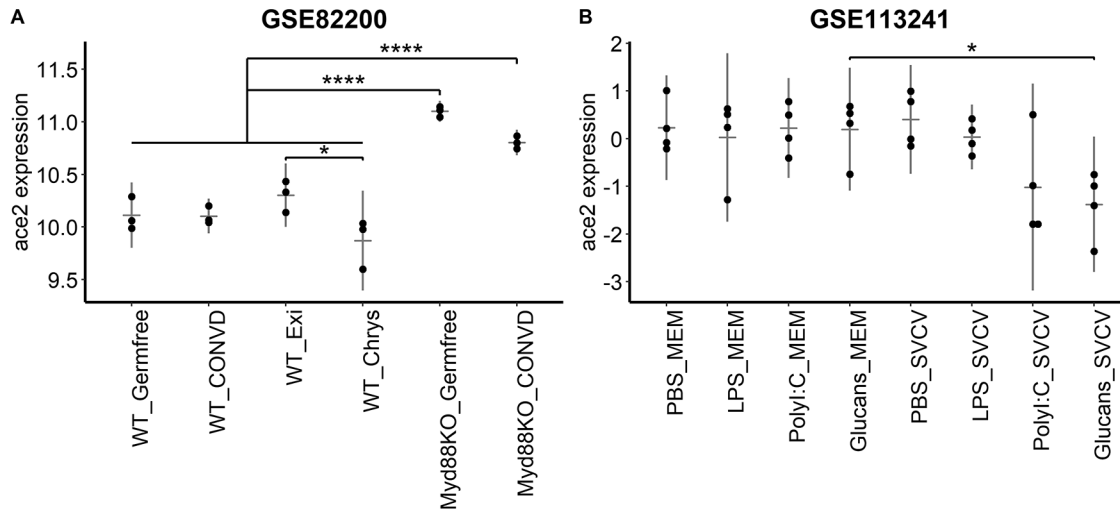 A
GSE82200
ace2 expression
11.5
11.0
10.5
10.0
9.5
****
****
*
WT_Germfree
WT_CONVD
WT_Exi
WT_Chrys
Myd88KO_Germfree
Myd88KO_CONVD
B
GSE113241
ace2 expression
2
1
0
-1
-2
-3
*
PBS_MEM
LPS_MEM
PolyI:C_MEM
Glucans_MEM
PBS_SVCV
LPS_SVCV
PolyI:C_SVCV
Glucans_SVCV